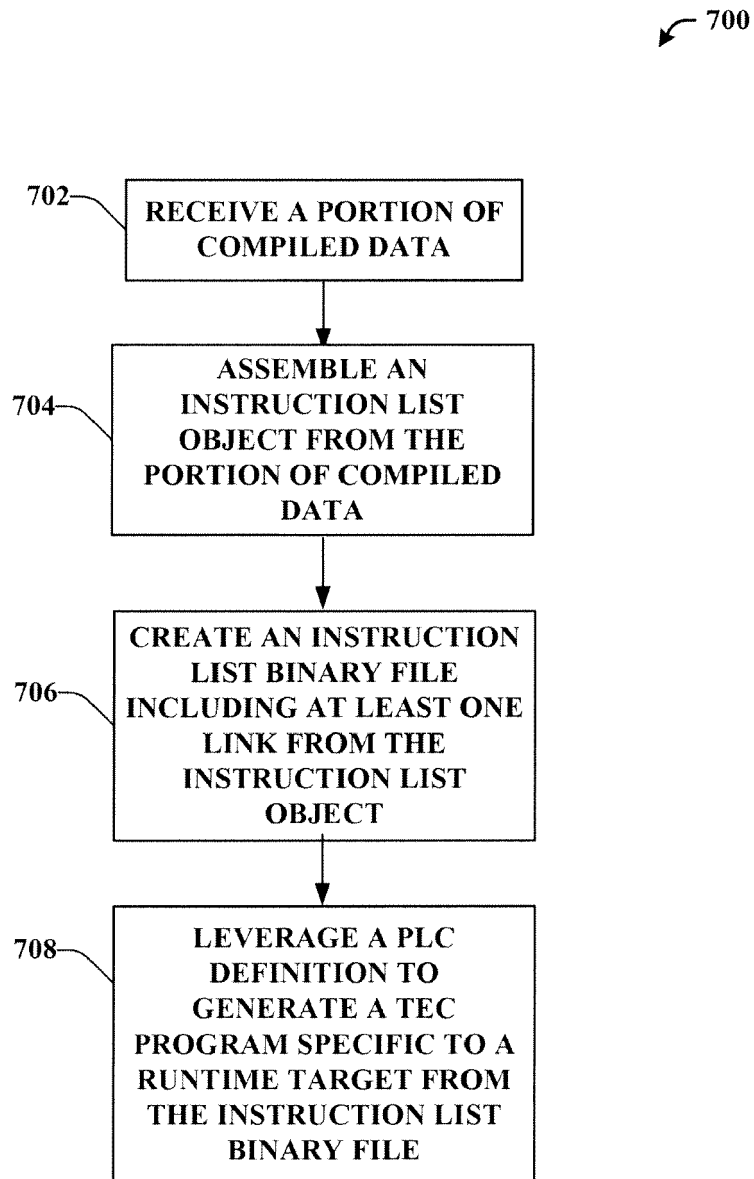 700
702
RECEIVE A PORTION OF
COMPILED DATA
704
ASSEMBLE AN
INSTRUCTION LIST
OBJECT FROM THE
PORTION OF COMPILED
DATA
706
CREATE AN INSTRUCTION
LIST BINARY FILE
INCLUDING AT LEAST ONE
LINK FROM THE
INSTRUCTION LIST
OBJECT
708
LEVERAGE A PLC
DEFINITION TO
GENERATE A TEC
PROGRAM SPECIFIC TO A
RUNTIME TARGET FROM
THE INSTRUCTION LIST
BINARY FILE